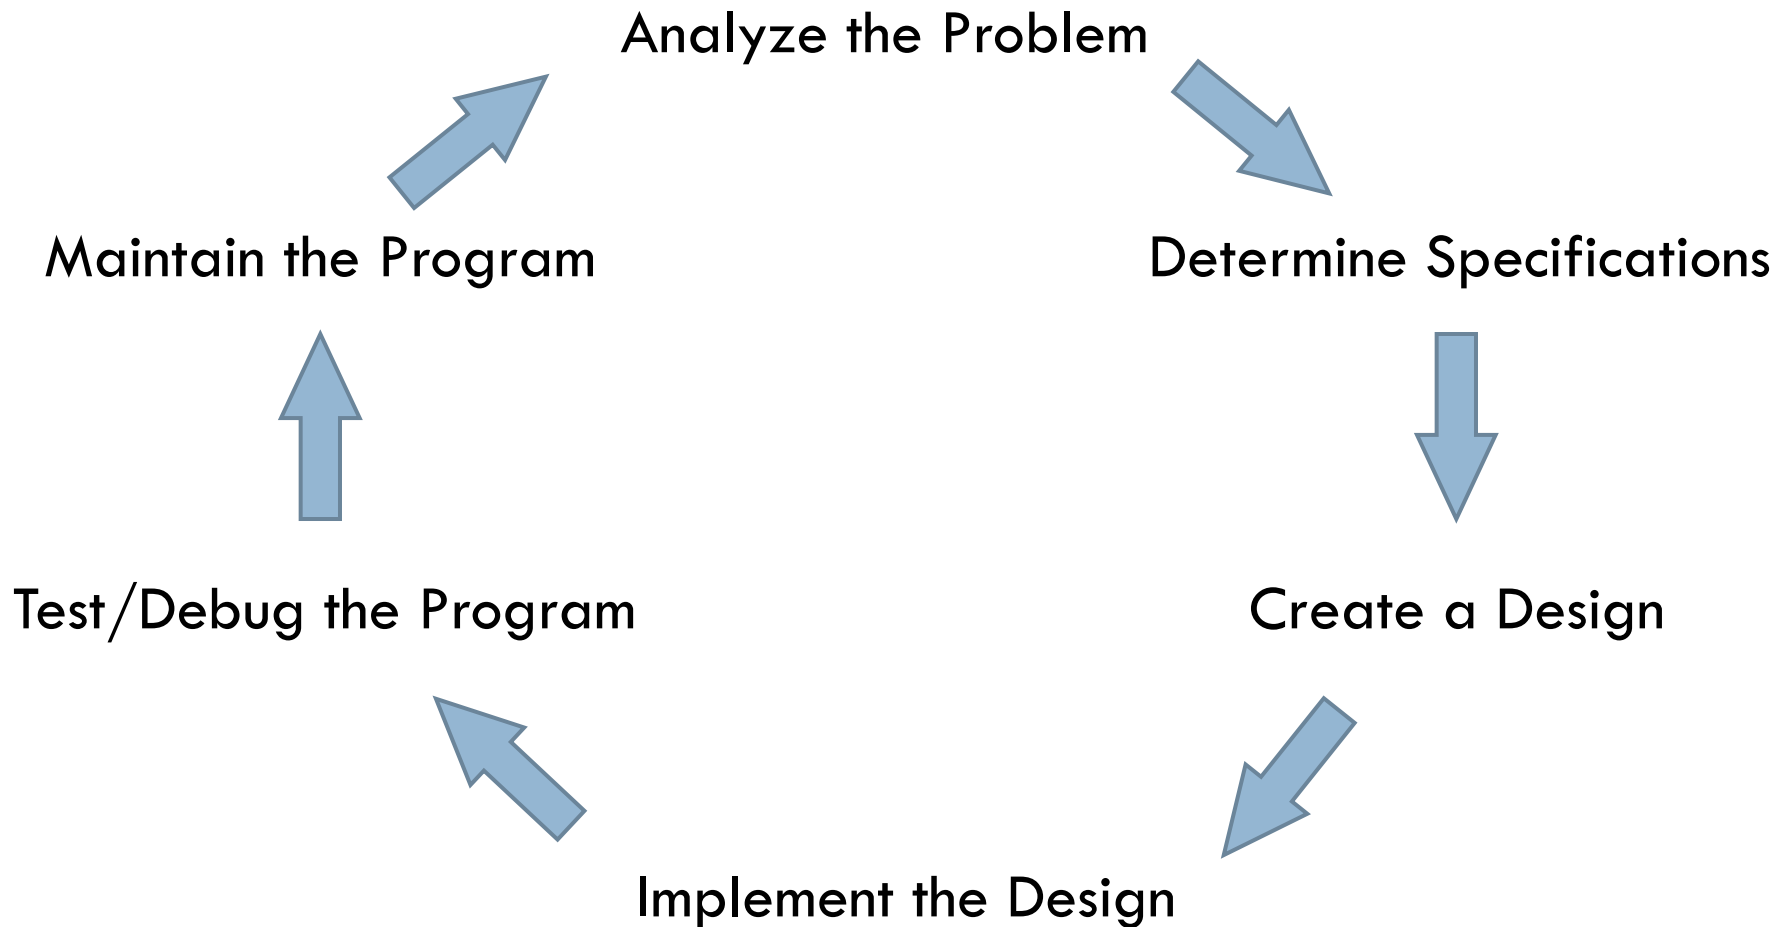 Analyze the Problem
Determine Specifications
Create a Design
Implement the Design
Test/Debug the Program
Maintain the Program